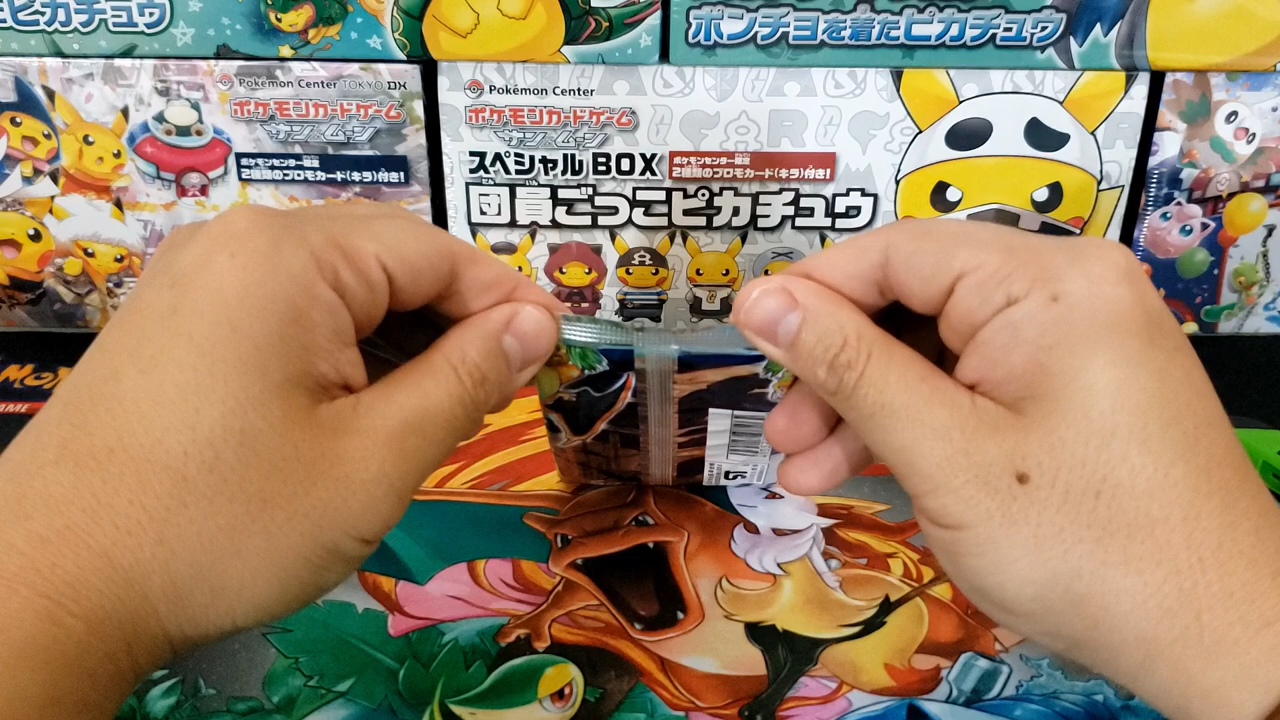 ピカチュウ
ポンチョを着たピカチュウ
Pokémon Center TOKYO DX
ポケモンカードゲーム
サン&ムーン
ポケモンセンター限定
2種類のプロモカード(キラ)付き!
Pokémon Center
ポケモンカードゲーム
サン&ムーン
スペシャルBOX
ポケモンセンター限定
2種類のプロモカード(キラ)付き!
団員ごっこピカチュウ